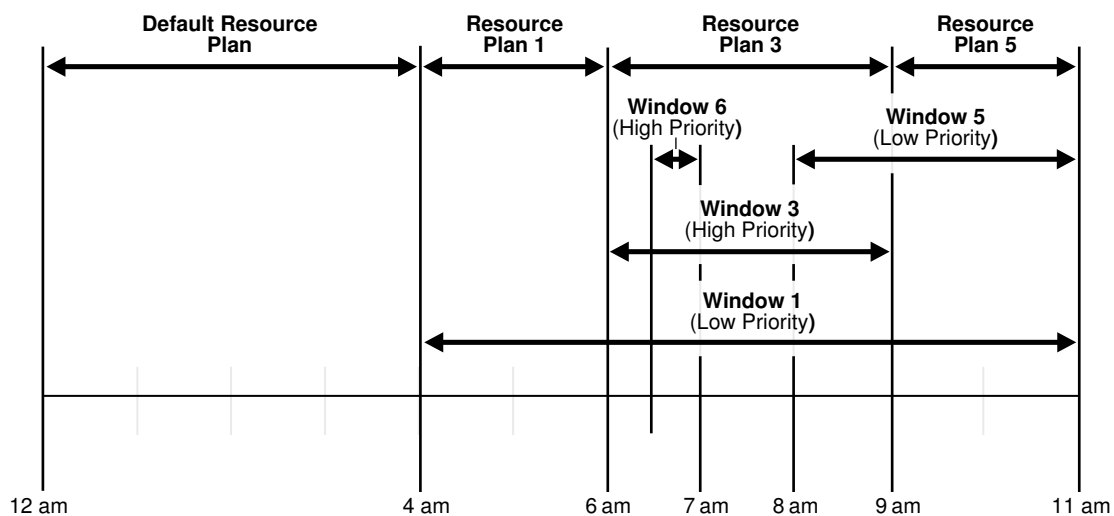 Default Resource
Plan
Resource
Plan 1
Resource
Plan 3
Resource
Plan 5
Window 6
(High Priority)
Window 5
(Low Priority)
Window 3
(High Priority)
Window 1
(Low Priority)
12 am
4 am
6 am
7 am
8 am
9 am
11 am